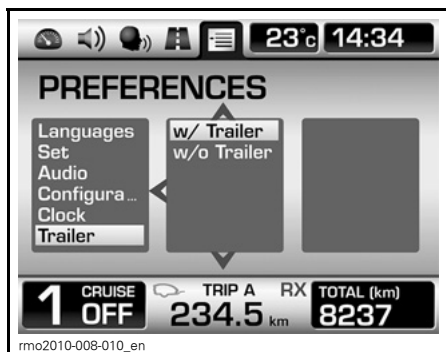 23°c 14:34
PREFERENCES
Languages
Set
Audio
Configura...
Clock
Trailer
w/ Trailer
w/o Trailer
1 CRUISE OFF
TRIP A RX
234.5 km
TOTAL (km)
8237
rmo2010-008-010_en